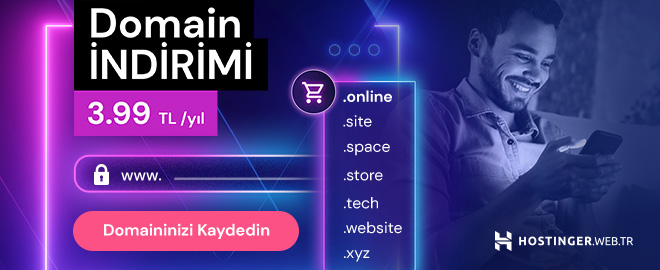 Domain
İNDİRİMİ
3.99 TL /yıl
www.
Domaininizi Kaydedin
.online
.site
.space
.store
.tech
.website
.xyz
HOSTINGER.WEB.TR